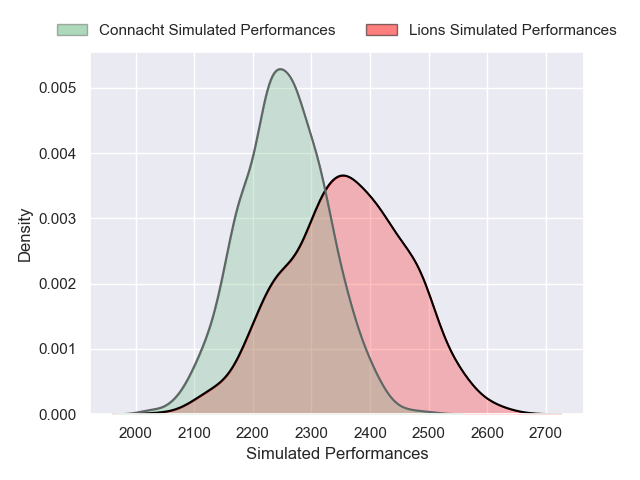 Connacht Simulated Performances
Lions Simulated Performances
0.005
0.004
0.003
0.002
0.001
0.000
Density
2000 2100 2200 2300 2400 2500 2600 2700
Simulated Performances